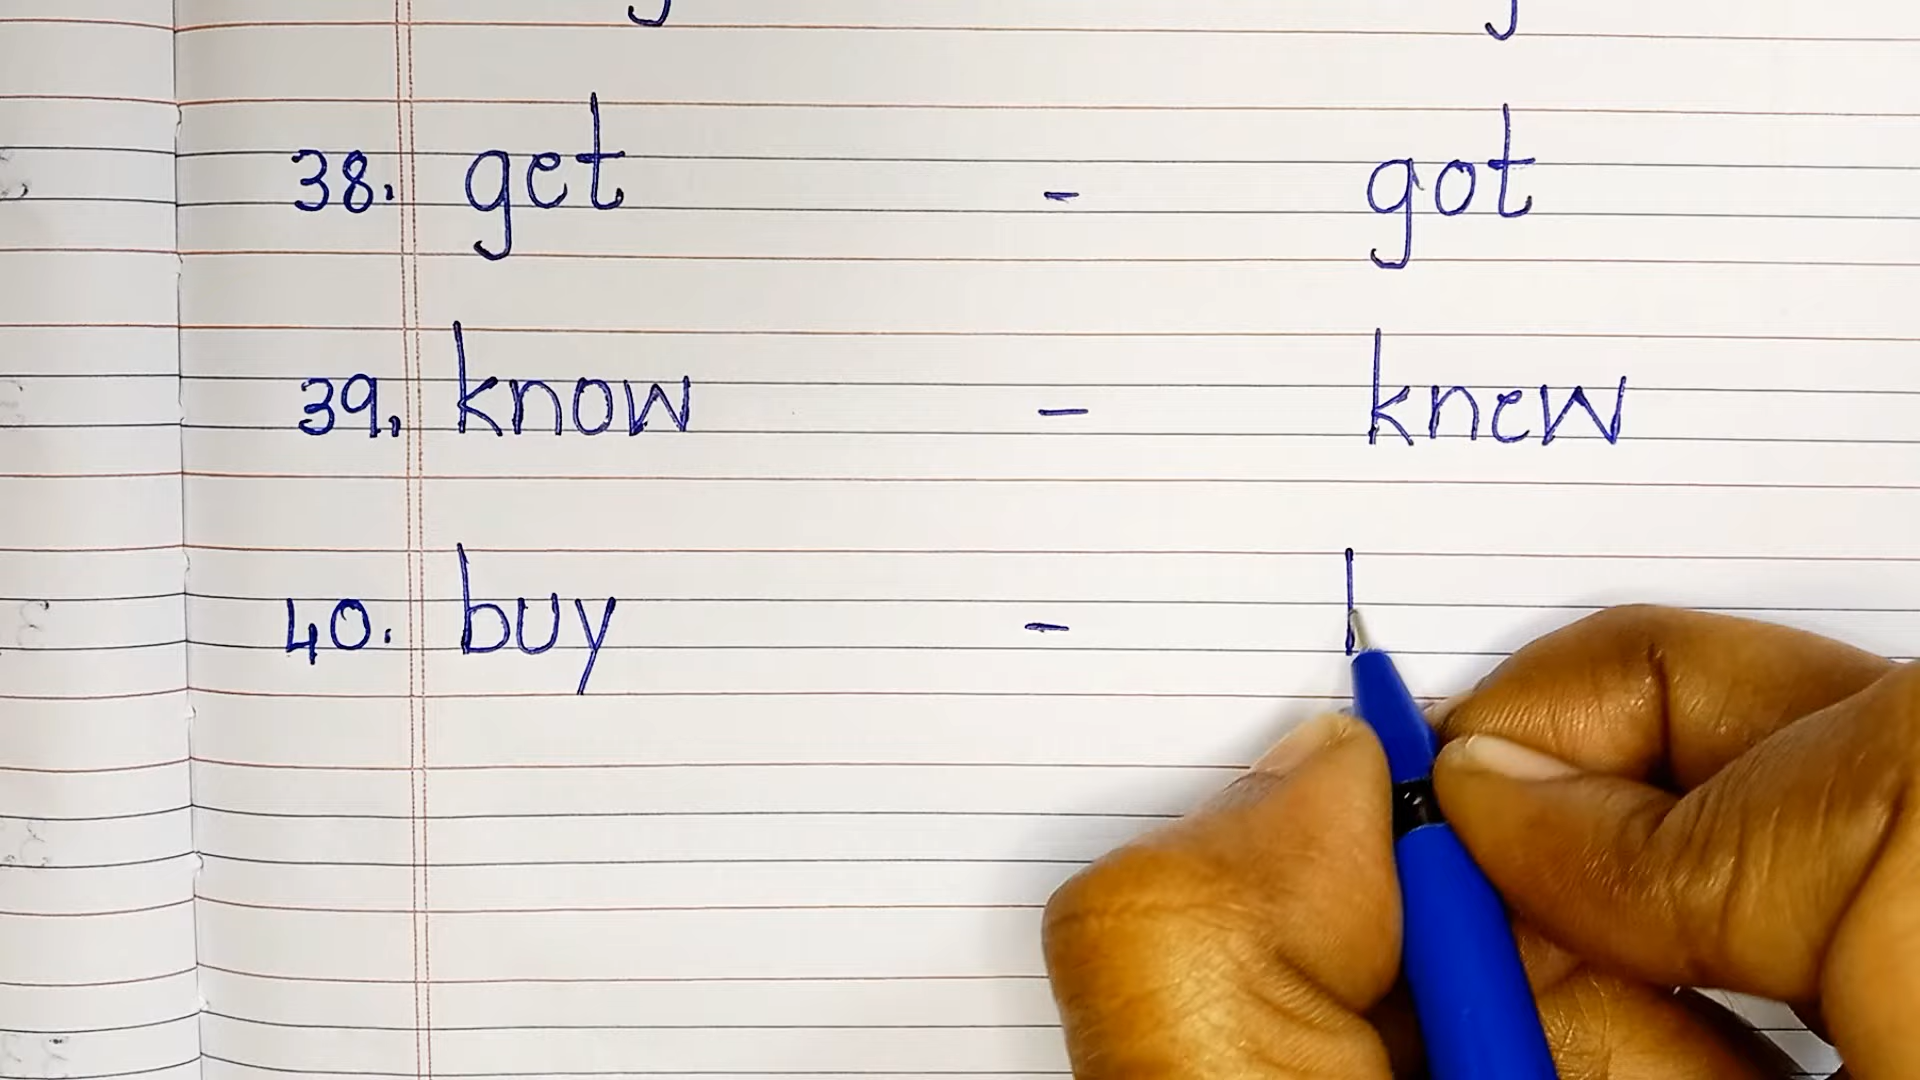 38. get - got
39. know - knew
40. buy -